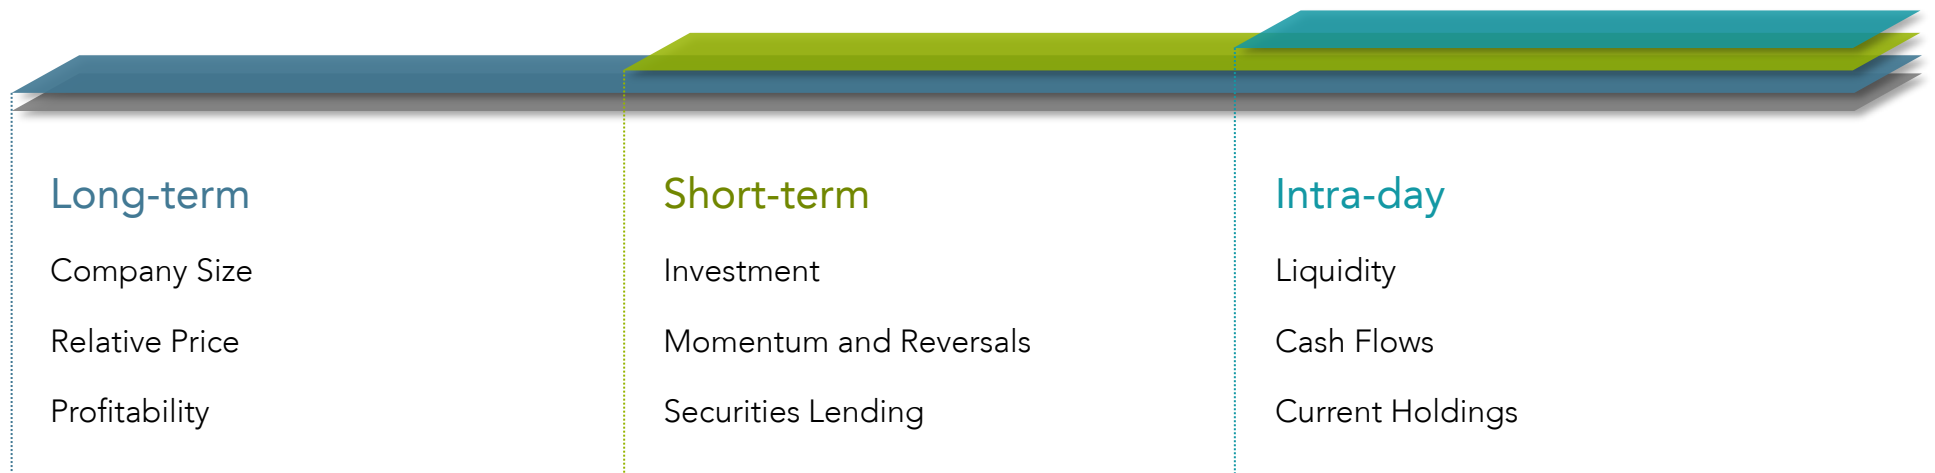 Long-term
Company Size
Relative Price
Profitability
Short-term
Investment
Momentum and Reversals
Securities Lending
Intra-day
Liquidity
Cash Flows
Current Holdings